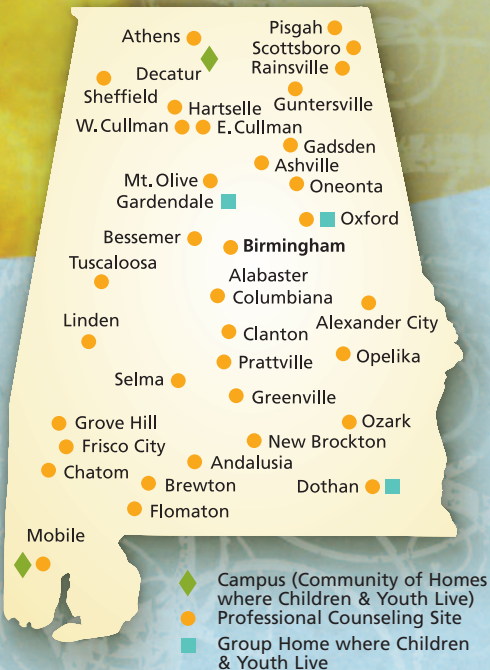 Pisgah
Athens
Scottsboro
Rainsville
Decatur
Sheffield
Guntersville
Hartselle
W. Cullman
E. Cullman
Gadsden
Ashville
Mt. Olive
Oneonta
Gardendale
Oxford
Bessemer
Birmingham
Tuscaloosa
Alabaster
Columbiana
Linden
Alexander City
Clanton
Prattville
Opelika
Selma
Greenville
Grove Hill
Ozark
Frisco City
New Brockton
Chatom
Andalusia
Brewton
Dothan
Flomaton
Mobile
Campus (Community of Homes
where Children & Youth Live)
Professional Counseling Site
Group Home where Children
& Youth Live